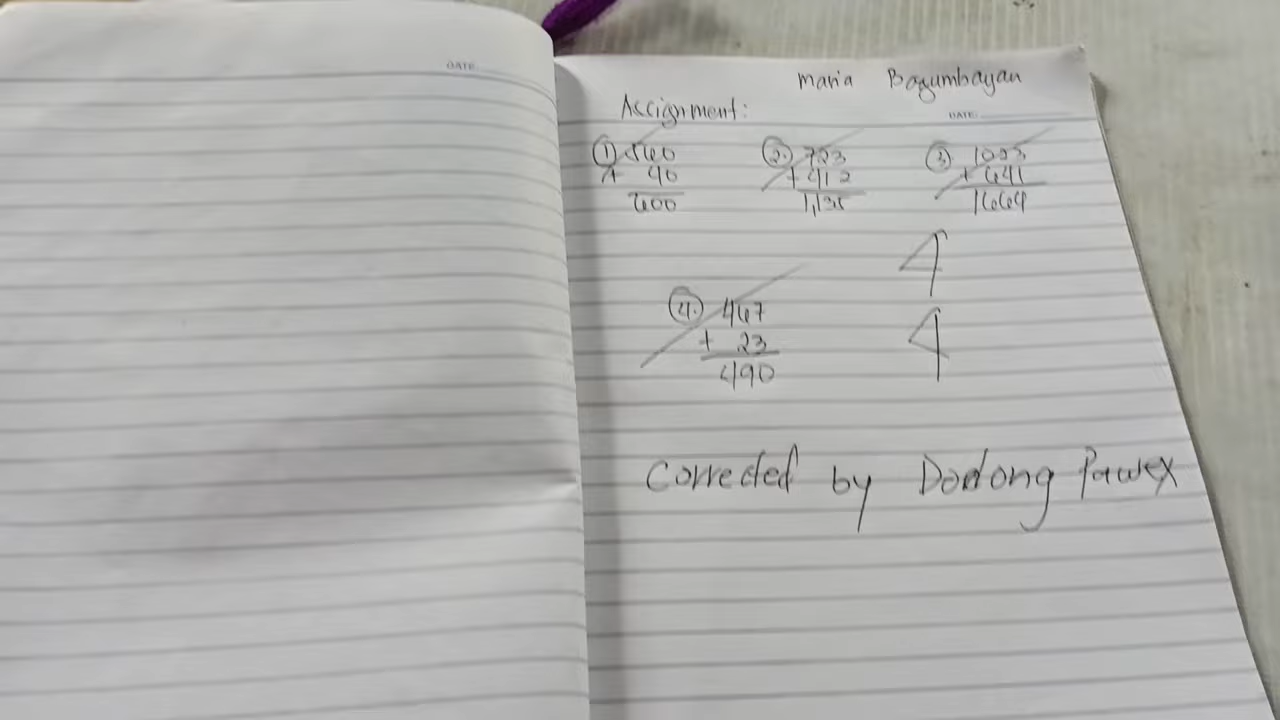 DATE:
Maria Bagumbayan
Assignment:
DATE:
① 560 ② 723 ③ 1023
+ 40 + 412 + 641
600 1,135 1664
4
④ 467
+ 23
490
4
Corrected by Dodong Pawex